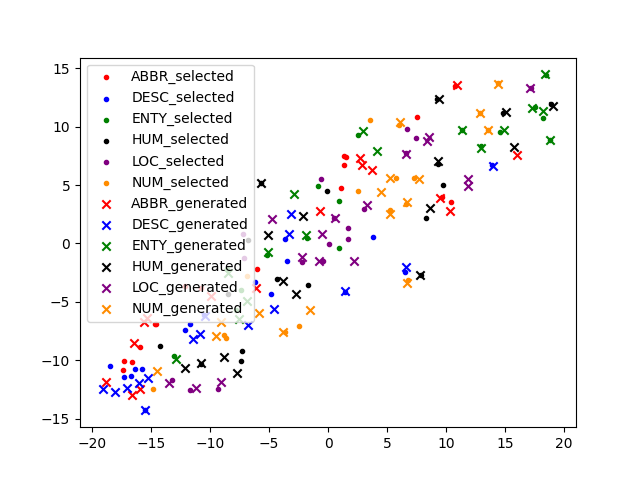 15
10
5
0
−5
−10
−15
ABBR_selected
DESC_selected
ENTY_selected
HUM_selected
LOC_selected
NUM_selected
ABBR_generated
DESC_generated
ENTY_generated
HUM_generated
LOC_generated
NUM_generated
−20 −15 −10 −5 0 5 10 15 20